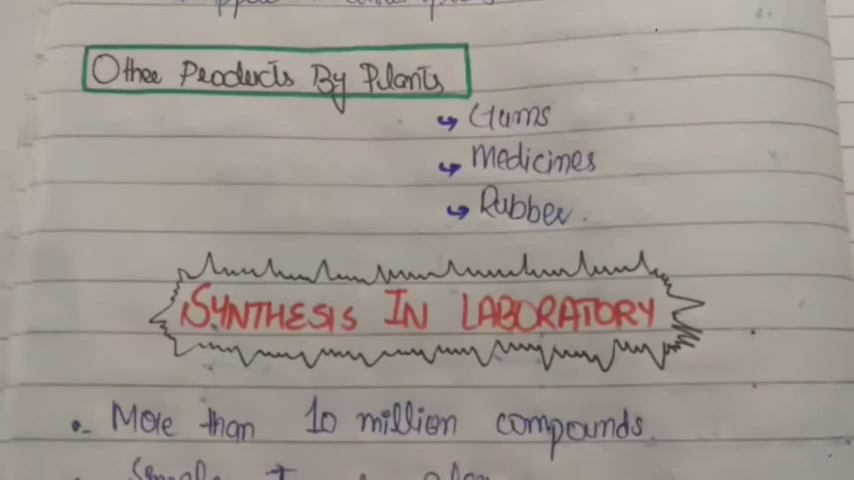 Other Products By Plants
↪ Gums
↪ Medicines
↪ Rubber.
SYNTHESIS IN LABORATORY
•- More than 10 million compounds.